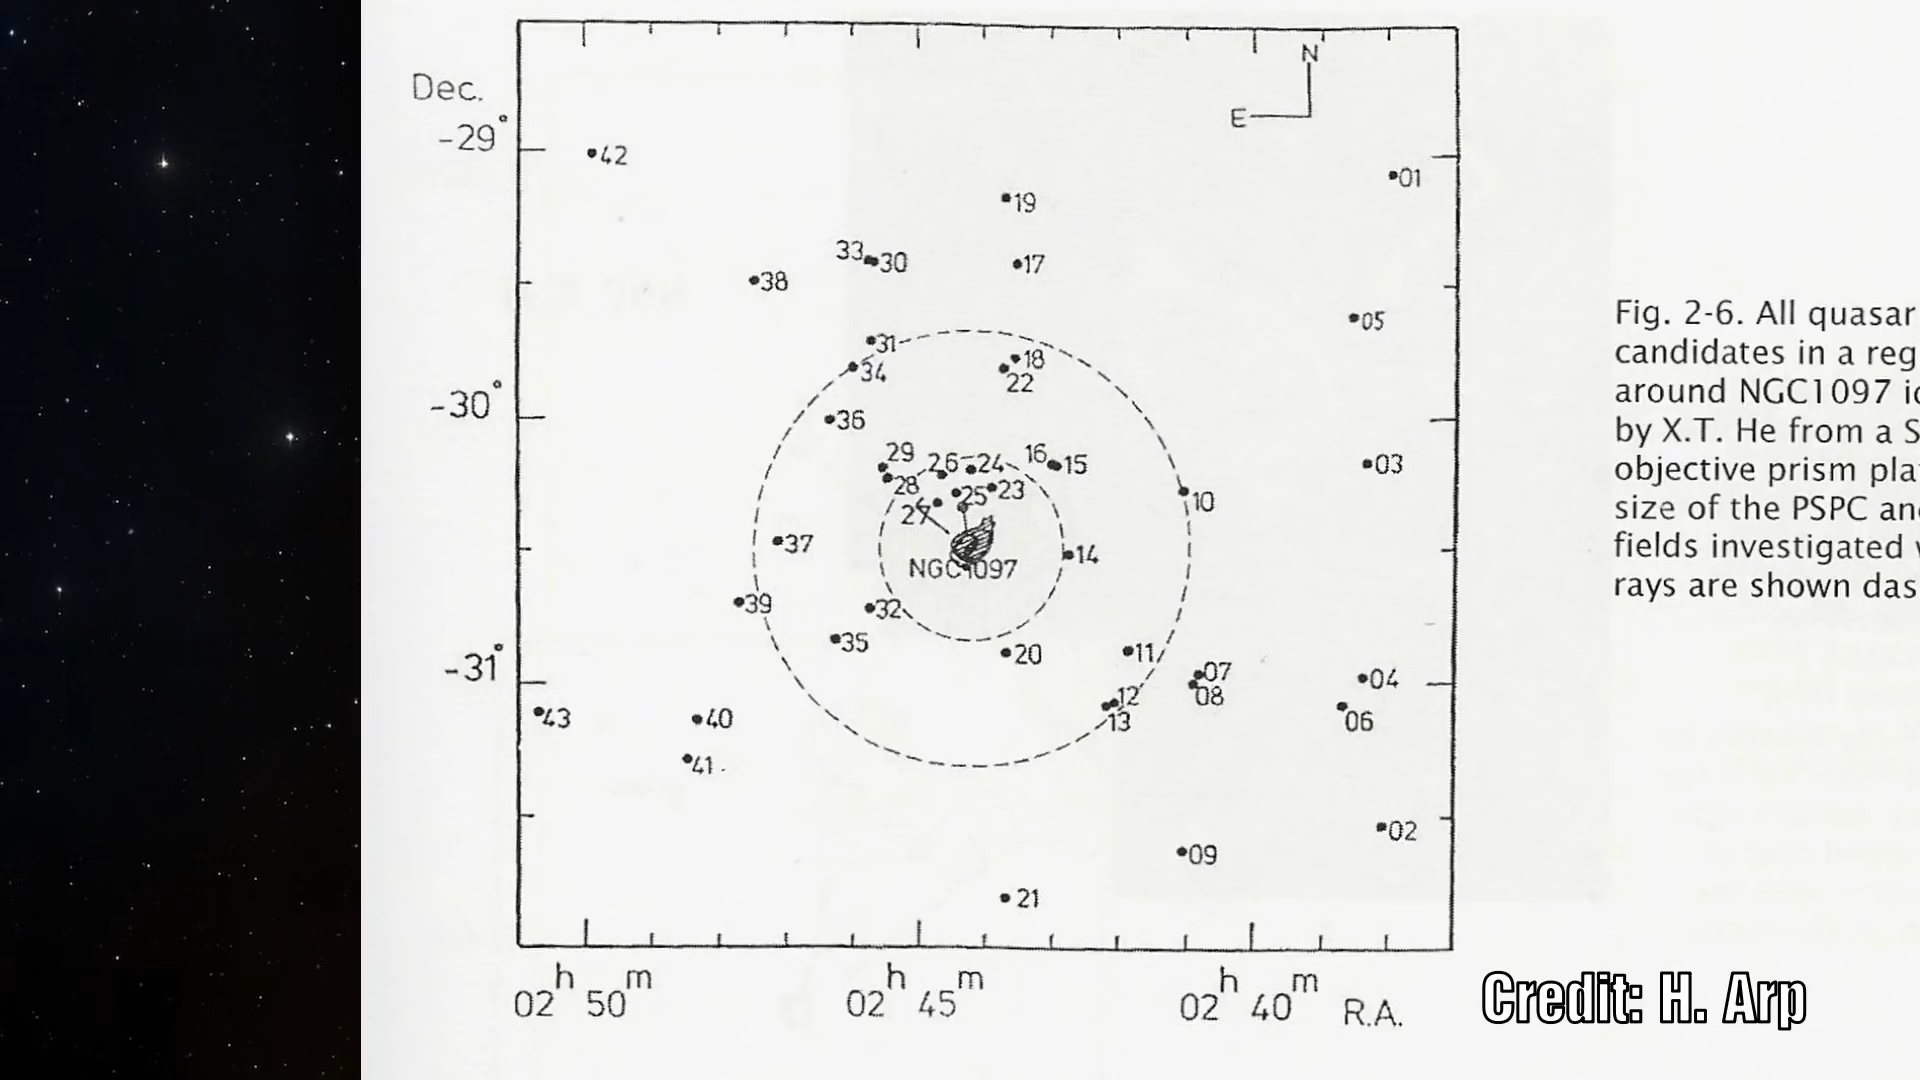 N
Dec.
E
-29°
42
01
19
33 30
17
38
05
31
18
34
22
36
29
26 24
16 15
03
28
25 23
10
27
37
14
NGC1097
39
32
35
20
11
07
04
12
08
43
40
13
06
41
-30°
-31°
02
09
21
02h 50m
02h 45m
02h 40m
R.A.
Fig. 2-6. All quasar
candidates in a reg
around NGC1097
by X.T. He from a S
objective prism pla
size of the PSPC an
fields investigated
rays are shown das
Credit: H. Arp